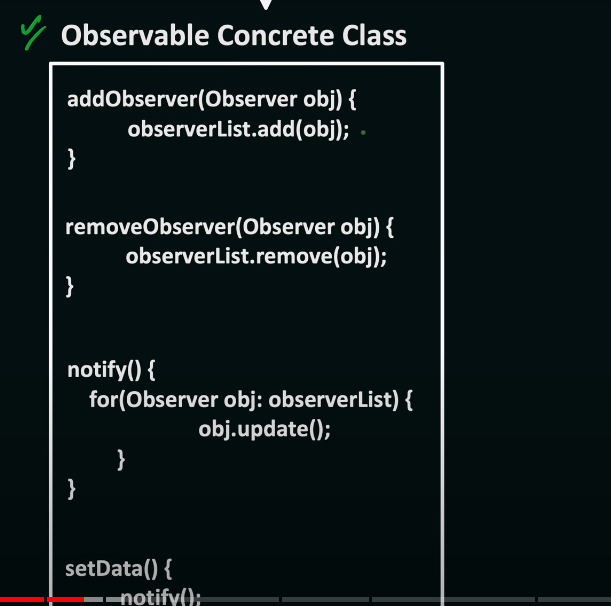 Observable Concrete Class
addObserver(Observer obj) {
observerList.add(obj);
}
removeObserver(Observer obj) {
observerList.remove(obj);
}
notify() {
for(Observer obj: observerList) {
obj.update();
}
}
setData() {
notify();